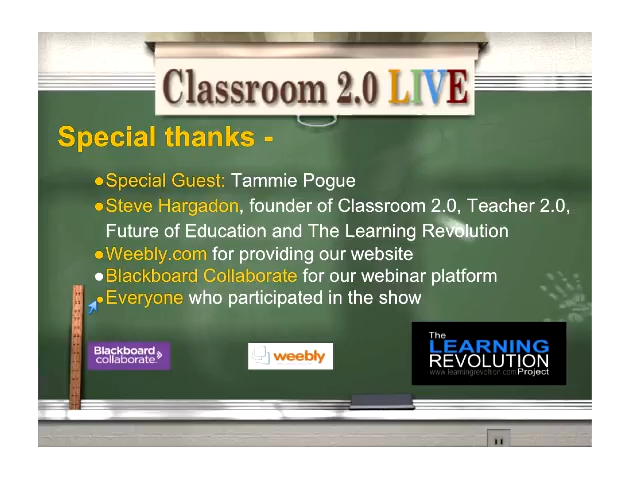 Classroom 2.0 LIVE
Special thanks -
●Special Guest: Tammie Pogue
●Steve Hargadon, founder of Classroom 2.0, Teacher 2.0,
Future of Education and The Learning Revolution
●Weebly.com for providing our website
●Blackboard Collaborate for our webinar platform
●Everyone who participated in the show
Blackboard
collaborate
weebly
The
LEARNING
REVOLUTION
Project